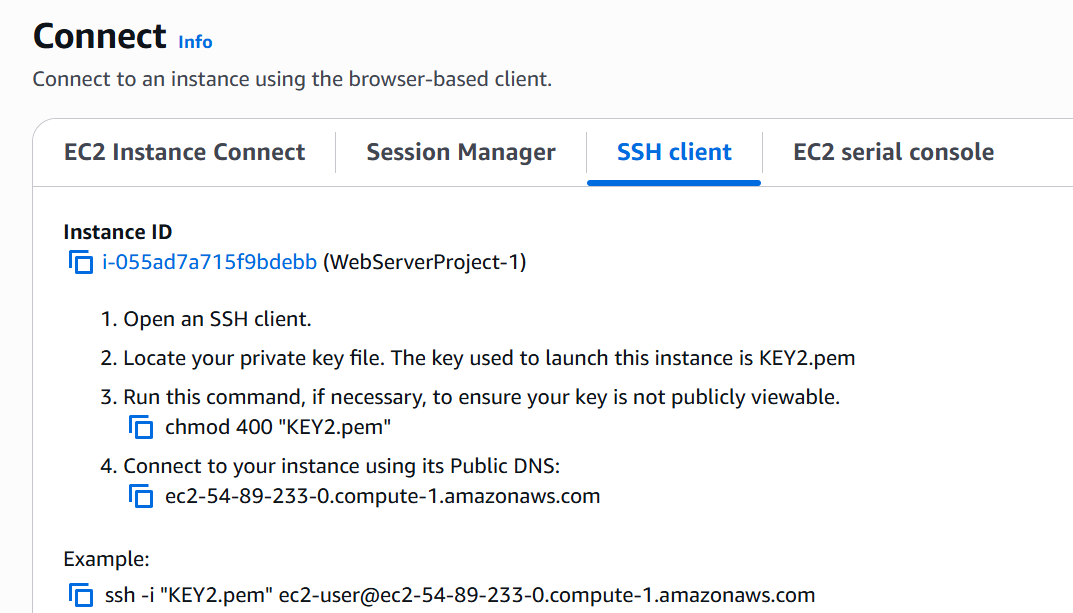 Connect Info
Connect to an instance using the browser-based client.
EC2 Instance Connect Session Manager SSH client EC2 serial console
Instance ID
i-055ad7a715f9bdebb (WebServerProject-1)
1. Open an SSH client.
2. Locate your private key file. The key used to launch this instance is KEY2.pem
3. Run this command, if necessary, to ensure your key is not publicly viewable.
chmod 400 "KEY2.pem"
4. Connect to your instance using its Public DNS:
ec2-54-89-233-0.compute-1.amazonaws.com
Example:
ssh -i "KEY2.pem" ec2-user@ec2-54-89-233-0.compute-1.amazonaws.com